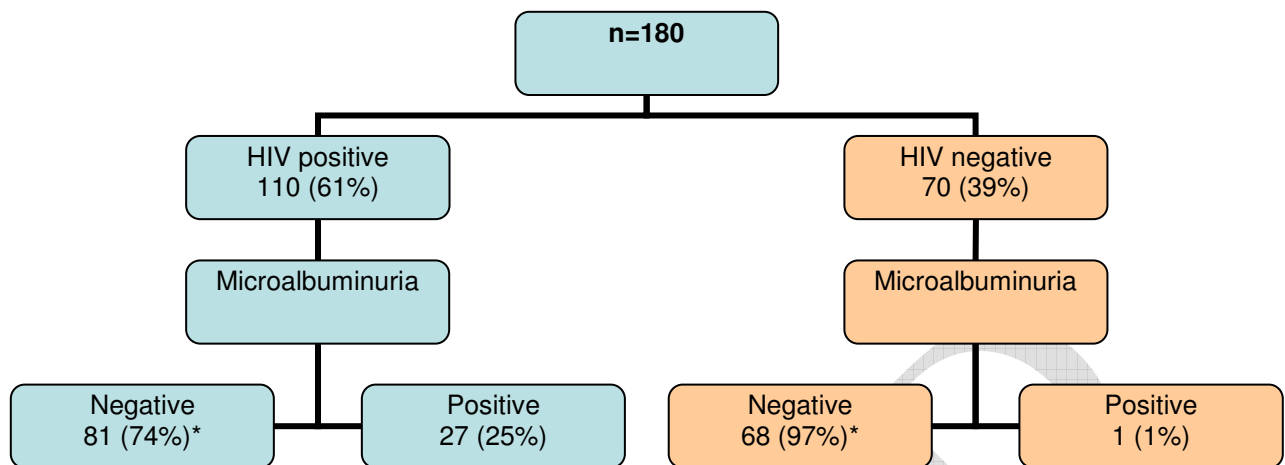 n=180
HIV positive
110 (61%)
HIV negative
70 (39%)
Microalbuminuria
Microalbuminuria
Negative
81 (74%)*
Positive
27 (25%)
Negative
68 (97%)*
Positive
1 (1%)